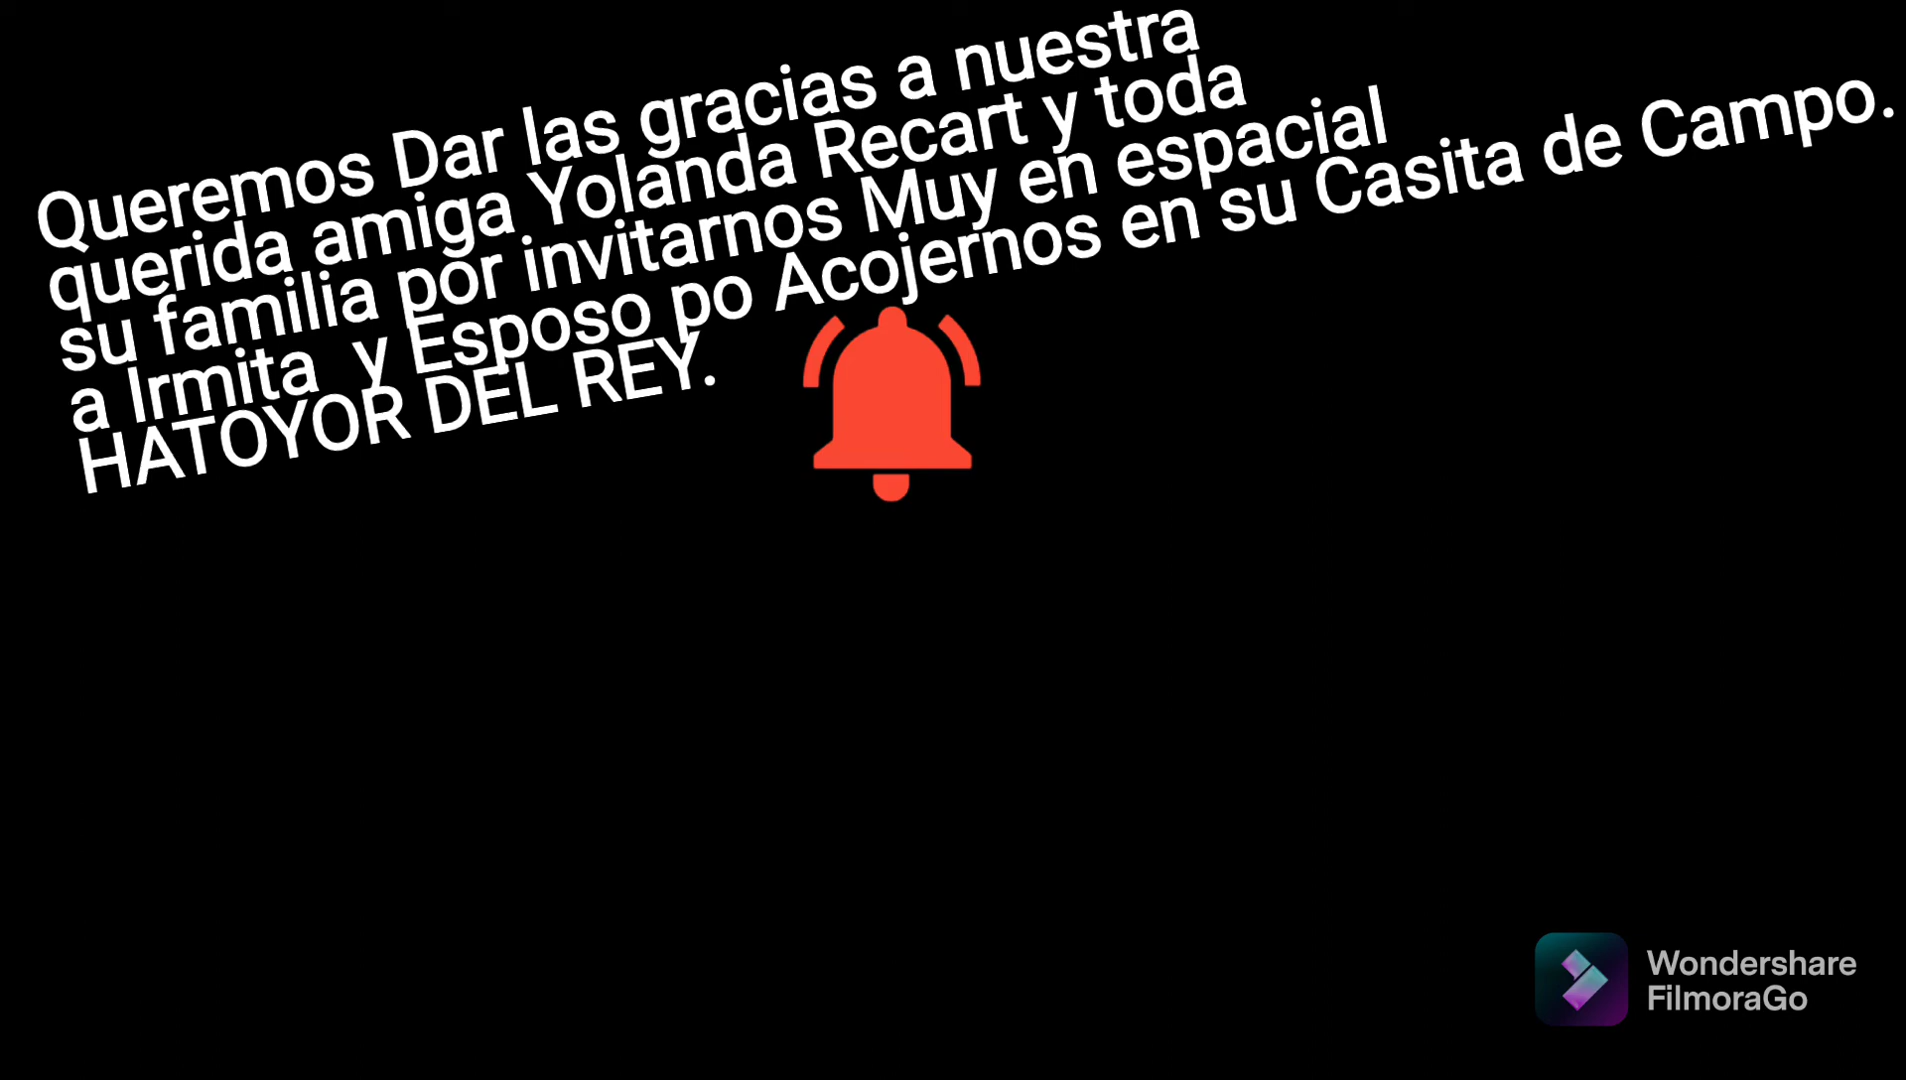 Queremos Dar las gracias a nuestra
querida amiga Yolanda Recart y toda
su familia por invitarnos Muy en espacial
a Irmita y Esposo po Acojernos en su Casita de Campo.
HATOYOR DEL REY.
Wondershare
FilmoraGo